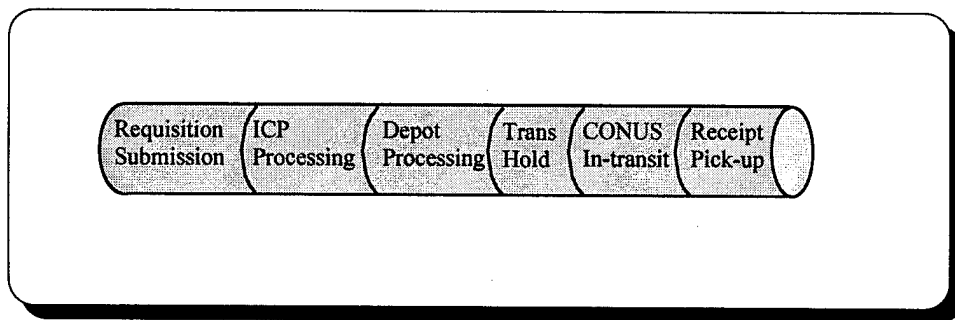 Requisition ICP Depot Trans CONUS Receipt
Submission Processing Processing Hold In-transit Pick-up